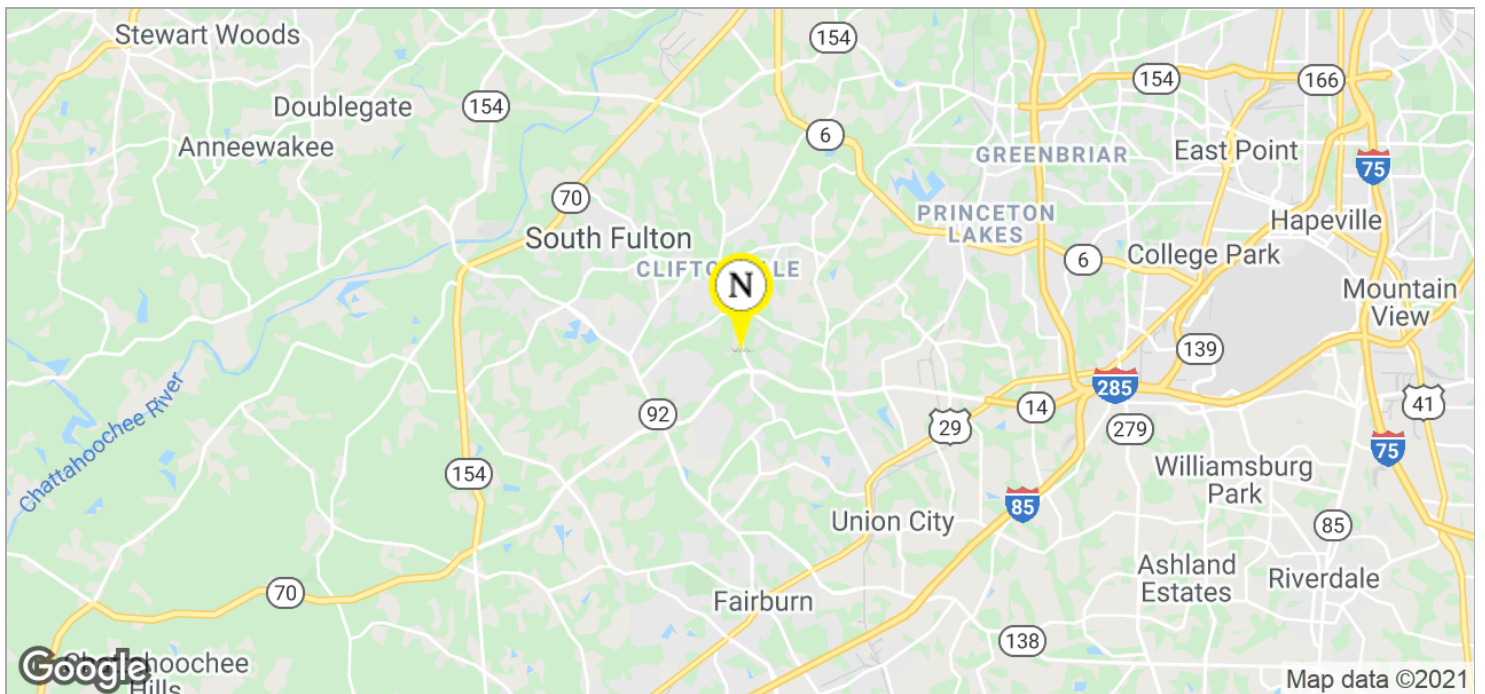 Stewart Woods
154
154
166
Doublegate
154
6
Anneewakee
GREENBRIAR
East Point
75
70
PRINCETON
LAKES
Hapeville
South Fulton
6
College Park
N
Mountain
View
139
285
Chattahoochee River
92
14
41
29
279
75
154
Williamsburg
Park
85
Union City
85
Ashland
Estates
Riverdale
70
Fairburn
138
Google
Hills
Map data ©2021